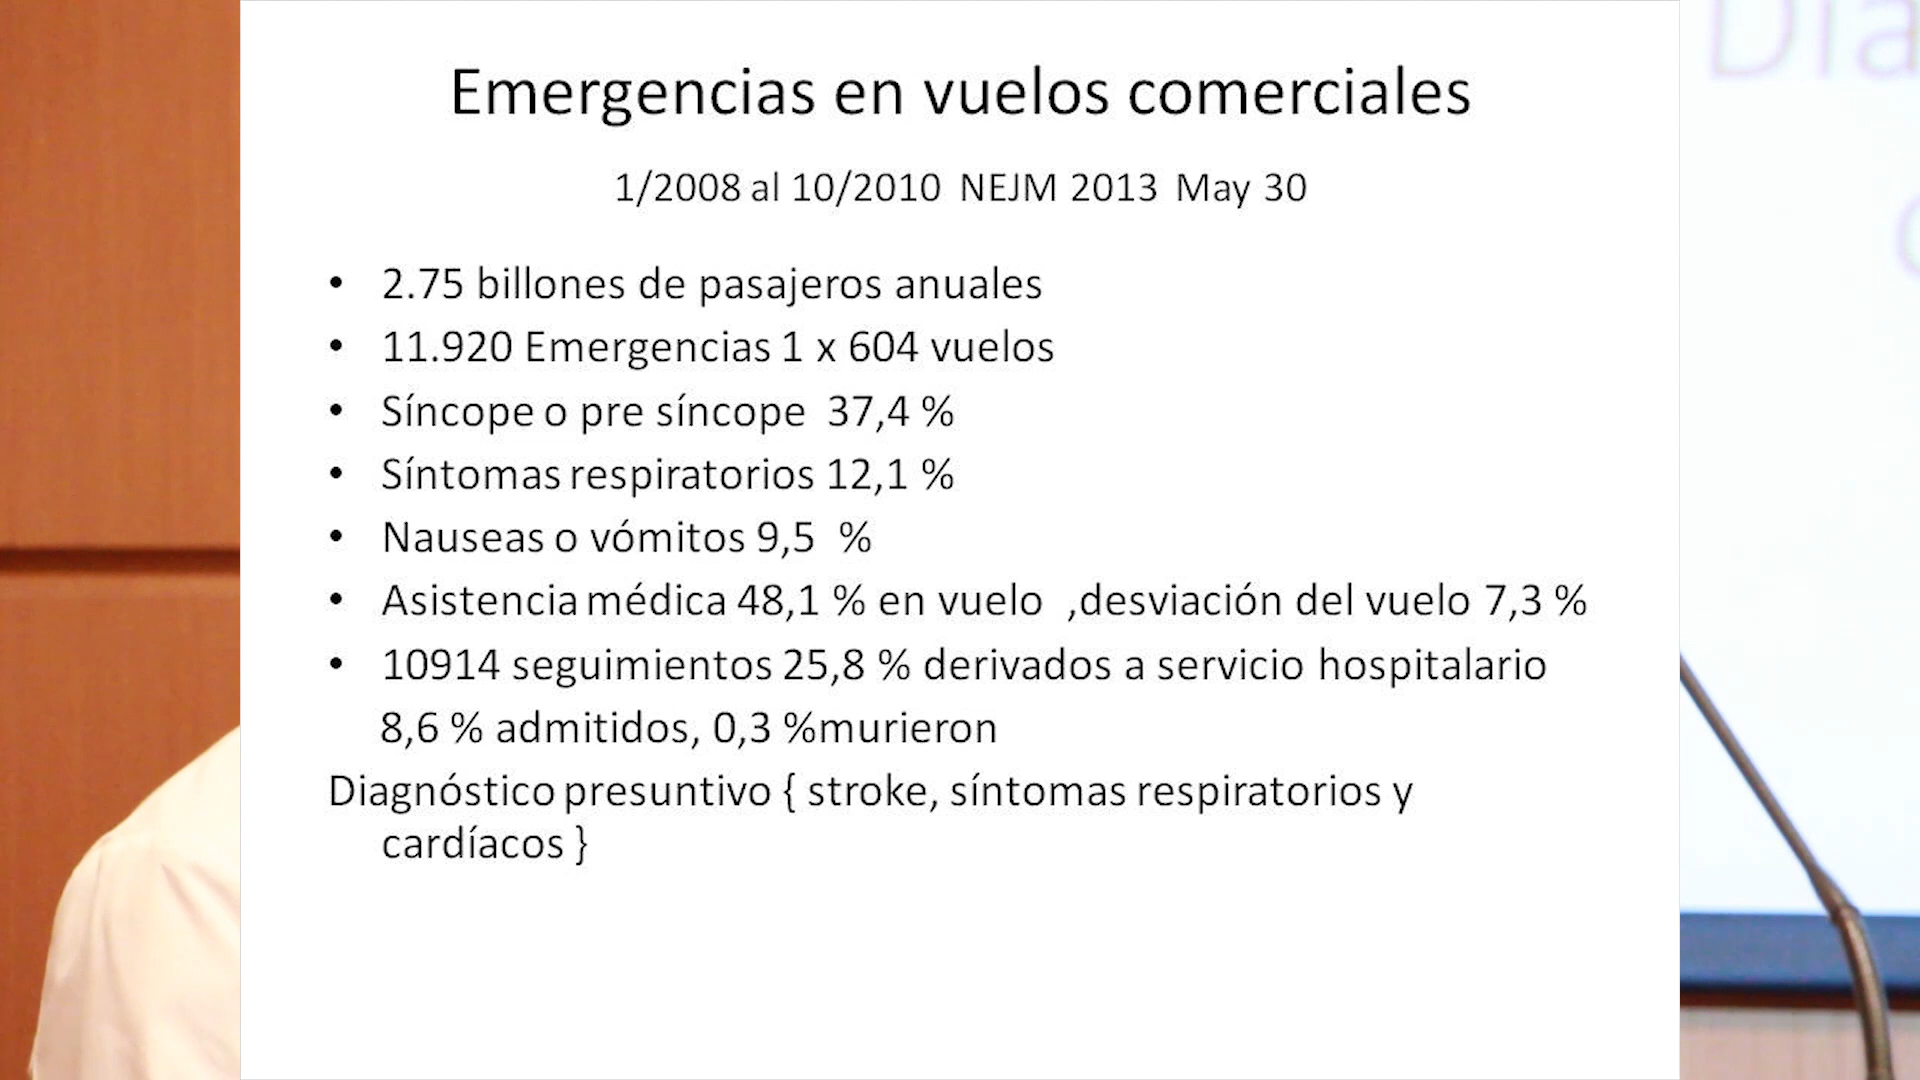 Emergencias en vuelos comerciales
1/2008 al 10/2010 NEJM 2013 May 30
• 2.75 billones de pasajeros anuales
• 11.920 Emergencias 1 x 604 vuelos
• Síncope o pre síncope 37,4 %
• Síntomas respiratorios 12,1 %
• Nauseas o vómitos 9,5 %
• Asistencia médica 48,1 % en vuelo ,desviación del vuelo 7,3 %
• 10914 seguimientos 25,8 % derivados a servicio hospitalario
8,6 % admitidos, 0,3 %murieron
Diagnóstico presuntivo { stroke, síntomas respiratorios y
cardíacos }